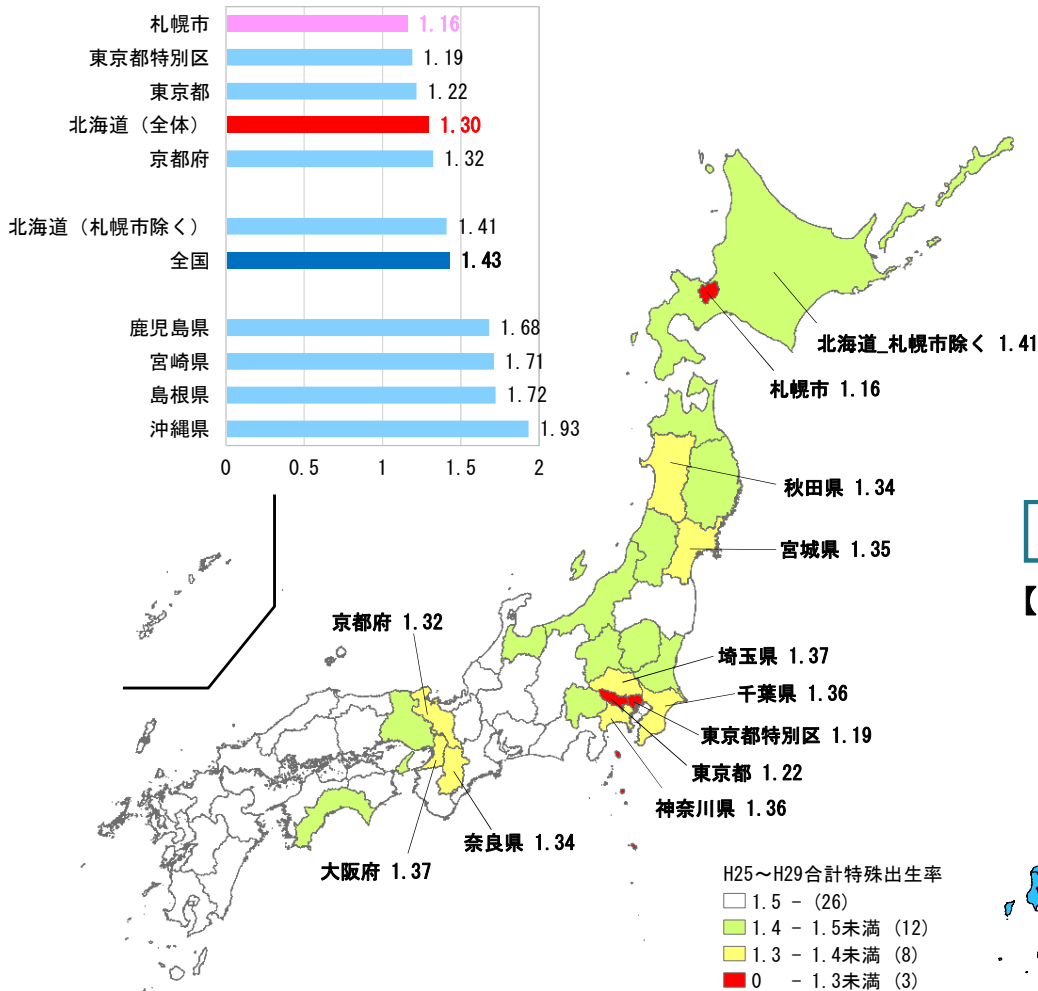 札幌市 1.16
東京都特別区 1.19
東京都 1.22
北海道（全体） 1.30
京都府 1.32
北海道（札幌市除く） 1.41
全国 1.43
鹿児島県 1.68
宮崎県 1.71
島根県 1.72
沖縄県 1.93
0 0.5 1 1.5 2
北海道_札幌市除く 1.41
札幌市 1.16
秋田県 1.34
宮城県 1.35
【
京都府 1.32
埼玉県 1.37
千葉県 1.36
東京都特別区 1.19
東京都 1.22
神奈川県 1.36
奈良県 1.34
大阪府 1.37
H25～H29合計特殊出生率
1.5 - (26)
1.4 - 1.5未満 (12)
1.3 - 1.4未満 (8)
0 - 1.3未満 (3)